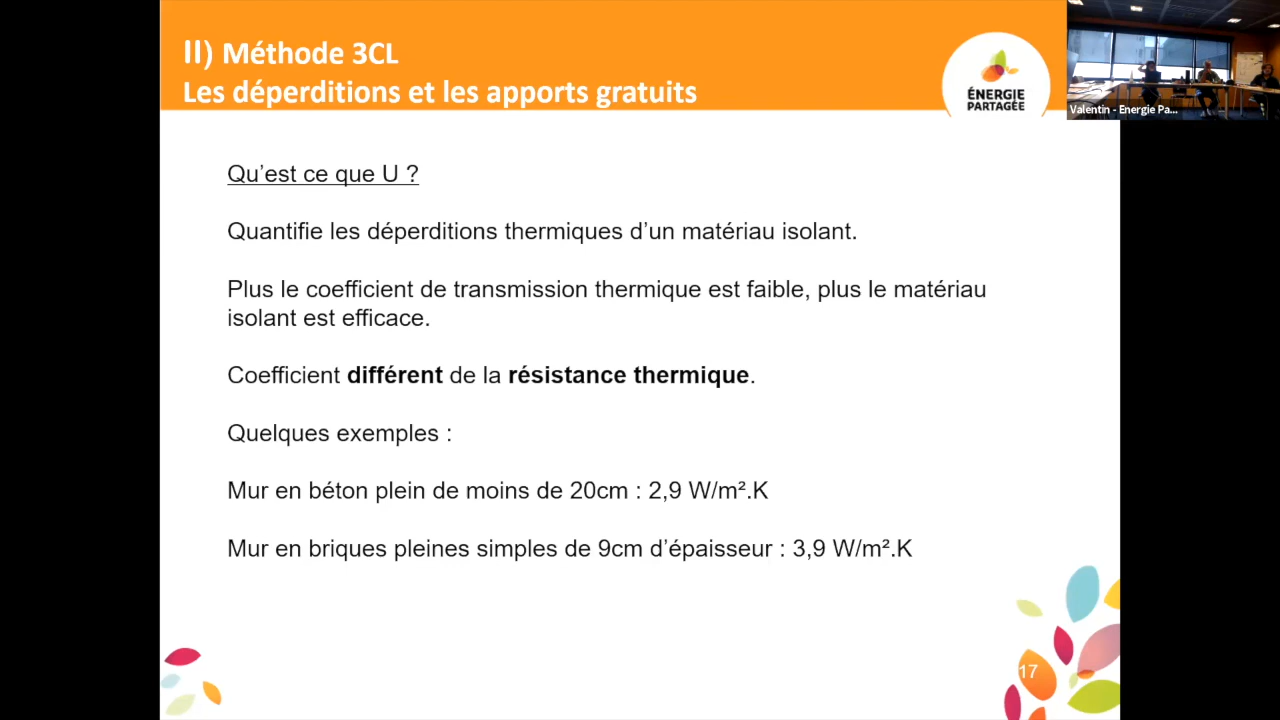 II) Méthode 3CL
Les déperditions et les apports gratuits
ÉNERGIE
PARTAGÉE
Valentin - Energie Pa...
Qu’est ce que U ?
Quantifie les déperditions thermiques d’un matériau isolant.
Plus le coefficient de transmission thermique est faible, plus le matériau
isolant est efficace.
Coefficient différent de la résistance thermique.
Quelques exemples :
Mur en béton plein de moins de 20cm : 2,9 W/m².K
Mur en briques pleines simples de 9cm d’épaisseur : 3,9 W/m².K
17